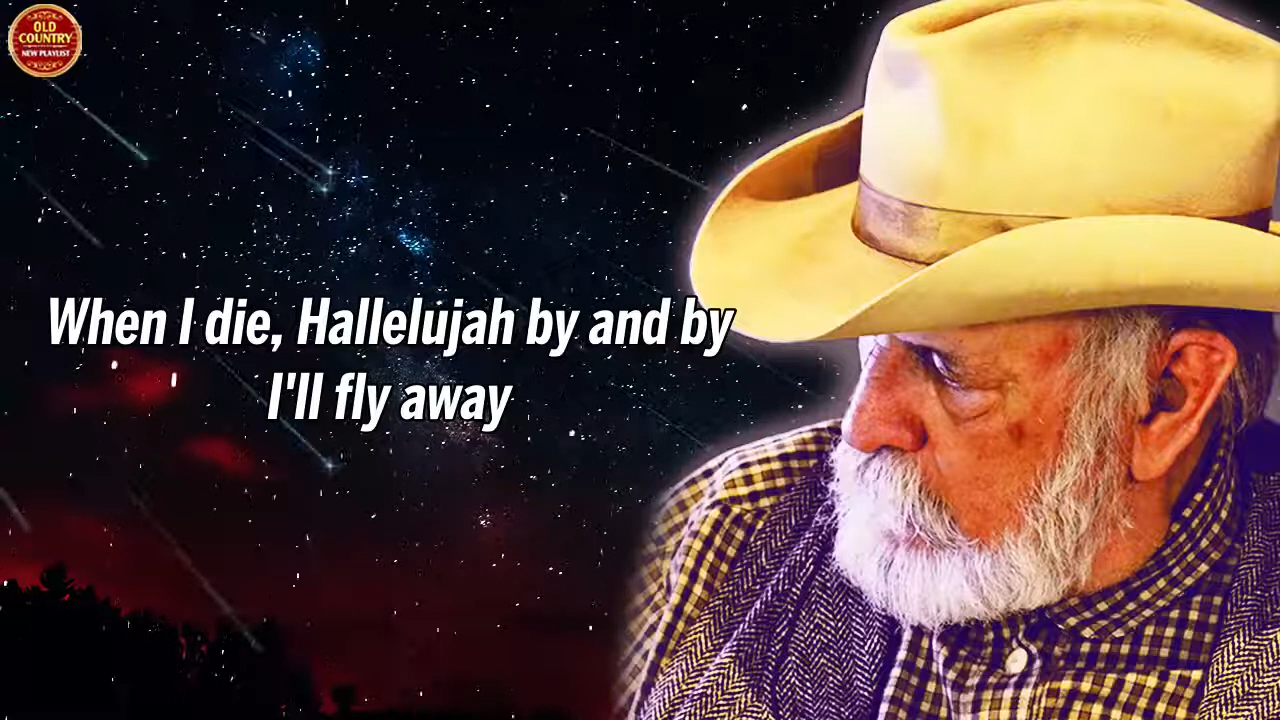 OLD
COUNTRY
NEW PLAYLIST
When I die, Hallelujah by and by
I'll fly away